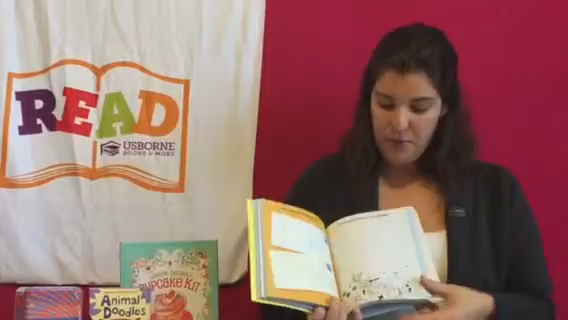 READ
USBORNE
BOOKS & MORE
CUPCAKE KIT
Animal
Doodles